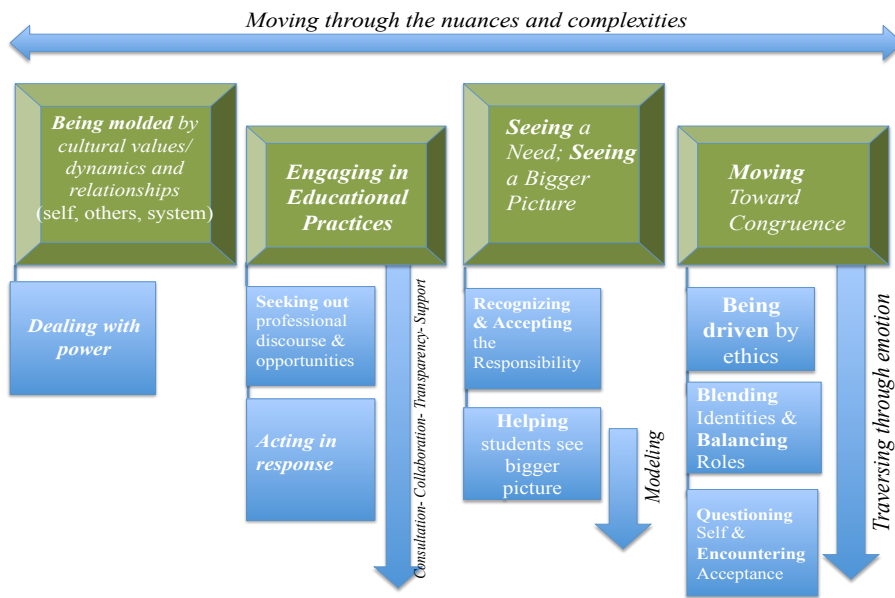 Moving through the nuances and complexities
Being molded by
cultural values/
dynamics and
relationships
(self, others, system)
Dealing with
power
Engaging in
Educational
Practices
Seeking out
professional
discourse &
opportunities
Acting in
response
Consultation- Collaboration- Transparency- Support
Seeing a
Need; Seeing
a Bigger
Picture
Recognizing
& Accepting
the
Responsibility
Helping
students see
bigger
picture
Modeling
Moving
Toward
Congruence
Being
driven by
ethics
Blending
Identities &
Balancing
Roles
Questioning
Self &
Encountering
Acceptance
Traversing through emotion